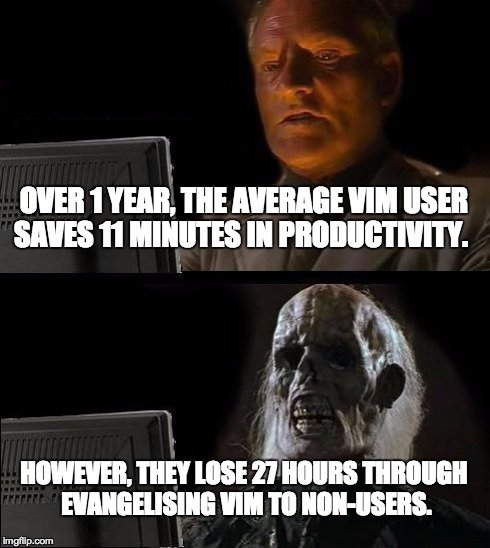 OVER 1 YEAR, THE AVERAGE VIM USER
SAVES 11 MINUTES IN PRODUCTIVITY.
HOWEVER, THEY LOSE 27 HOURS THROUGH
EVANGELISING VIM TO NON-USERS.
imgflip.com